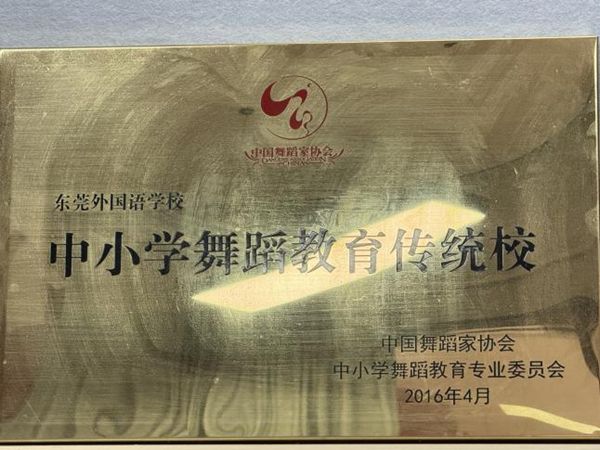 中国舞蹈家协会
东莞外国语学校
中小学舞蹈教育传统校
中国舞蹈家协会
中小学舞蹈教育专业委员会
2016年4月